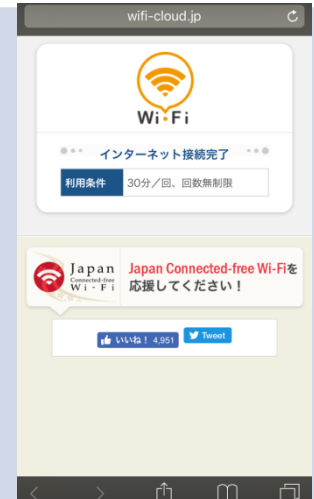 wifi-cloud.jp
Wi-Fi
インターネット接続完了
利用条件 30分／回、回数無制限
Japan
Connected-free
Wi-Fi
Japan Connected-free Wi-Fiを
応援してください！
いいね！ 4,951 Tweet